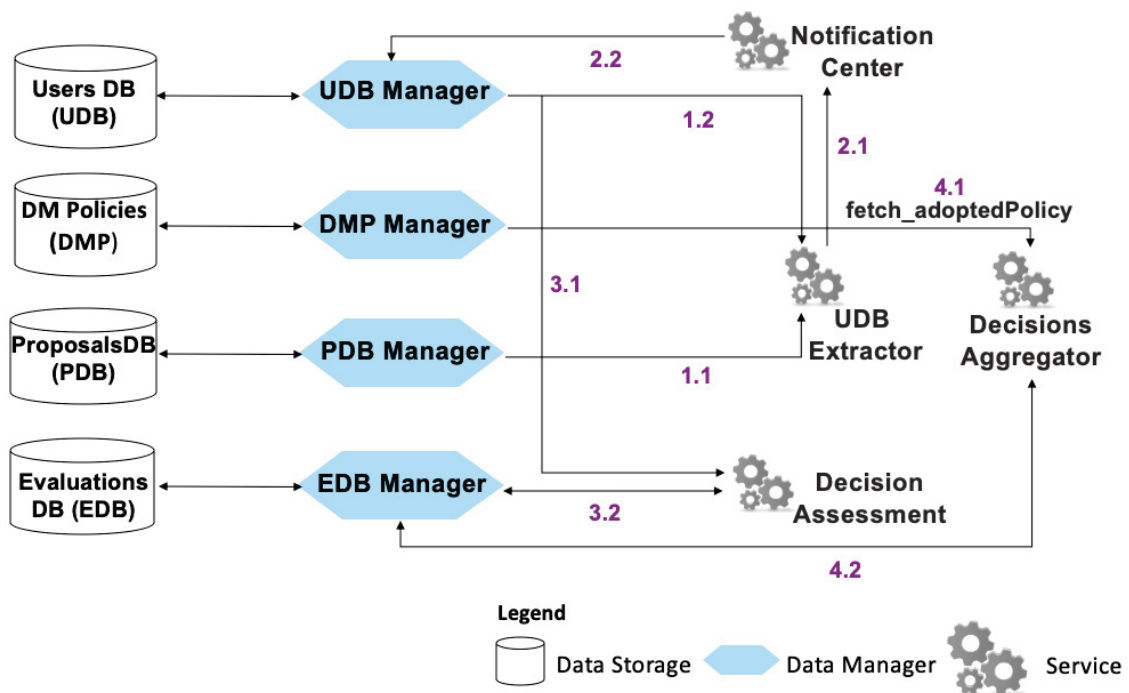 Notification
Center
2.2
Users DB
(UDB)
UDB Manager
1.2
2.1
4.1
DM Policies
(DMP)
DMP Manager
fetch_adoptedPolicy
3.1
ProposalsDB
(PDB)
PDB Manager
UDB
Extractor
Decisions
Aggregator
1.1
Evaluations
DB (EDB)
EDB Manager
3.2
Decision
Assessment
4.2
Legend
Data Storage
Data Manager
Service